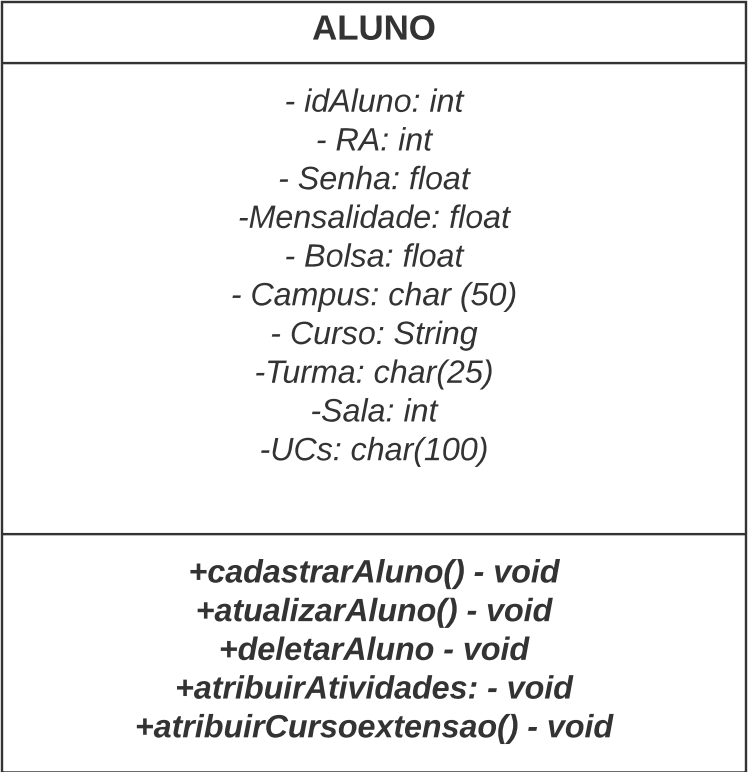 ALUNO
- idAluno: int
- RA: int
- Senha: float
-Mensalidade: float
- Bolsa: float
- Campus: char (50)
- Curso: String
-Turma: char(25)
-Sala: int
-UCs: char(100)
+cadastrarAluno() - void
+atualizarAluno() - void
+deletarAluno - void
+atribuirAtividades: - void
+atribuirCursoextensao() - void